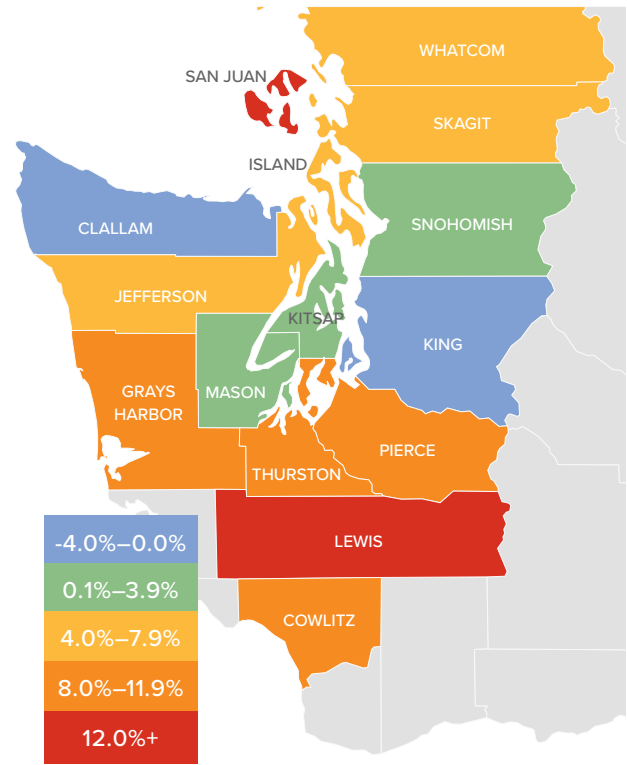 WHATCOM
SAN JUAN
SKAGIT
ISLAND
CLALLAM
SNOHOMISH
JEFFERSON
KITSAP
KING
GRAYS
HARBOR
MASON
PIERCE
THURSTON
LEWIS
COWLITZ
-4.0%–0.0%
0.1%–3.9%
4.0%–7.9%
8.0%–11.9%
12.0%+